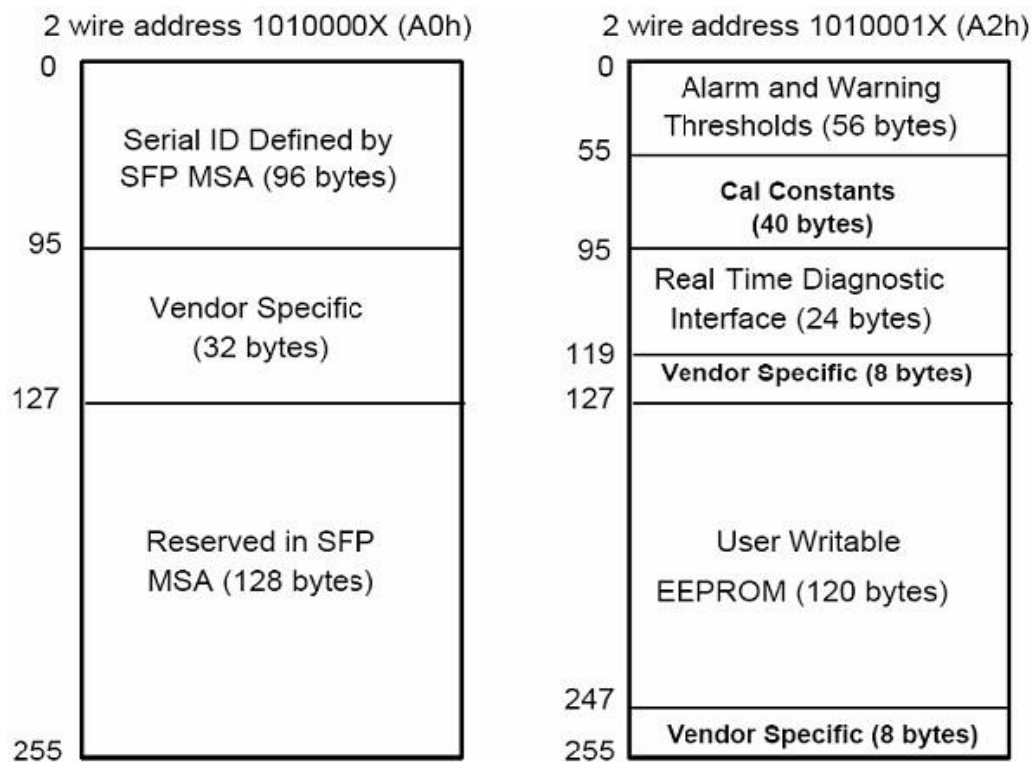 2 wire address 1010000X (A0h)
0
Serial ID Defined by
SFP MSA (96 bytes)
95
Vendor Specific
(32 bytes)
127
Reserved in SFP
MSA (128 bytes)
255
2 wire address 1010001X (A2h)
0
Alarm and Warning
Thresholds (56 bytes)
55
Cal Constants
(40 bytes)
95
Real Time Diagnostic
Interface (24 bytes)
119
Vendor Specific (8 bytes)
127
User Writable
EEPROM (120 bytes)
247
Vendor Specific (8 bytes)
255